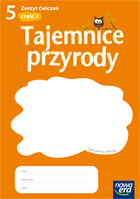 5 Zeszyt ćwiczeń
część 2
Tajemnice
przyrody
nowa
era